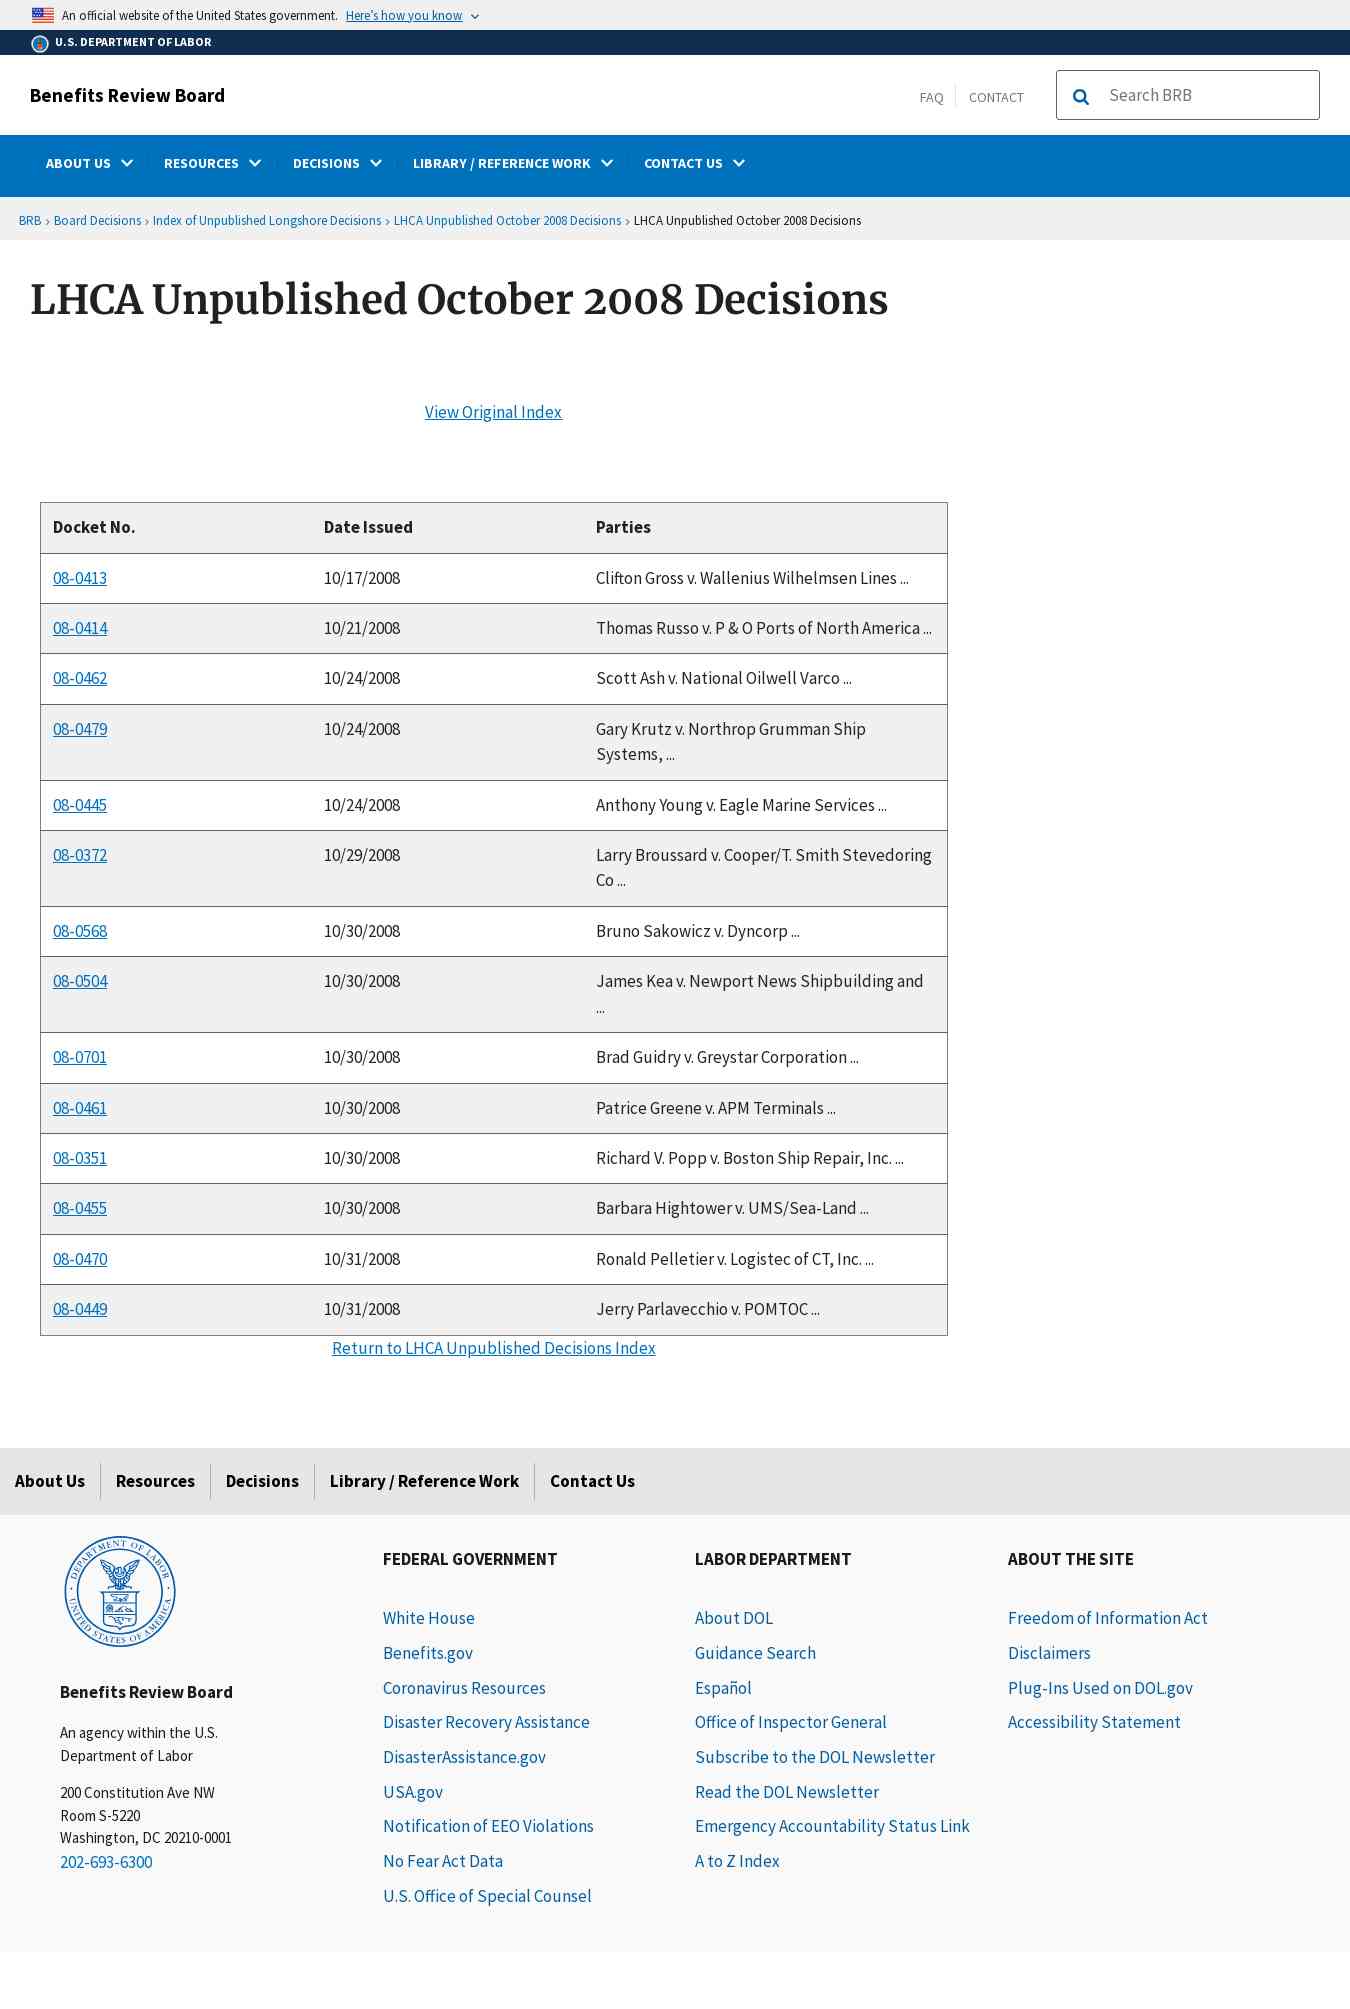 An official website of the United States government. Here's how you know
U.S. DEPARTMENT OF LABOR
Benefits Review Board
FAQ CONTACT Search BRB
ABOUT US RESOURCES DECISIONS LIBRARY / REFERENCE WORK CONTACT US
BRB › Board Decisions › Index of Unpublished Longshore Decisions › LHCA Unpublished October 2008 Decisions › LHCA Unpublished October 2008 Decisions
LHCA Unpublished October 2008 Decisions
View Original Index
Docket No. Date Issued Parties
08-0413 10/17/2008 Clifton Gross v. Wallenius Wilhelmsen Lines ...
08-0414 10/21/2008 Thomas Russo v. P & O Ports of North America ...
08-0462 10/24/2008 Scott Ash v. National Oilwell Varco ...
08-0479 10/24/2008 Gary Krutz v. Northrop Grumman Ship
Systems, ...
08-0445 10/24/2008 Anthony Young v. Eagle Marine Services ...
08-0372 10/29/2008 Larry Broussard v. Cooper/T. Smith Stevedoring
Co ...
08-0568 10/30/2008 Bruno Sakowicz v. Dyncorp ...
08-0504 10/30/2008 James Kea v. Newport News Shipbuilding and
...
08-0701 10/30/2008 Brad Guidry v. Greystar Corporation ...
08-0461 10/30/2008 Patrice Greene v. APM Terminals ...
08-0351 10/30/2008 Richard V. Popp v. Boston Ship Repair, Inc. ...
08-0455 10/30/2008 Barbara Hightower v. UMS/Sea-Land ...
08-0470 10/31/2008 Ronald Pelletier v. Logistec of CT, Inc. ...
08-0449 10/31/2008 Jerry Parlavecchio v. POMTOC ...
Return to LHCA Unpublished Decisions Index
About Us Resources Decisions Library / Reference Work Contact Us
DEPARTMENT OF LABOR
UNITED STATES OF AMERICA
Benefits Review Board
An agency within the U.S.
Department of Labor
200 Constitution Ave NW
Room S-5220
Washington, DC 20210-0001
202-693-6300
FEDERAL GOVERNMENT
White House
Benefits.gov
Coronavirus Resources
Disaster Recovery Assistance
DisasterAssistance.gov
USA.gov
Notification of EEO Violations
No Fear Act Data
U.S. Office of Special Counsel
LABOR DEPARTMENT
About DOL
Guidance Search
Español
Office of Inspector General
Subscribe to the DOL Newsletter
Read the DOL Newsletter
Emergency Accountability Status Link
A to Z Index
ABOUT THE SITE
Freedom of Information Act
Disclaimers
Plug-Ins Used on DOL.gov
Accessibility Statement